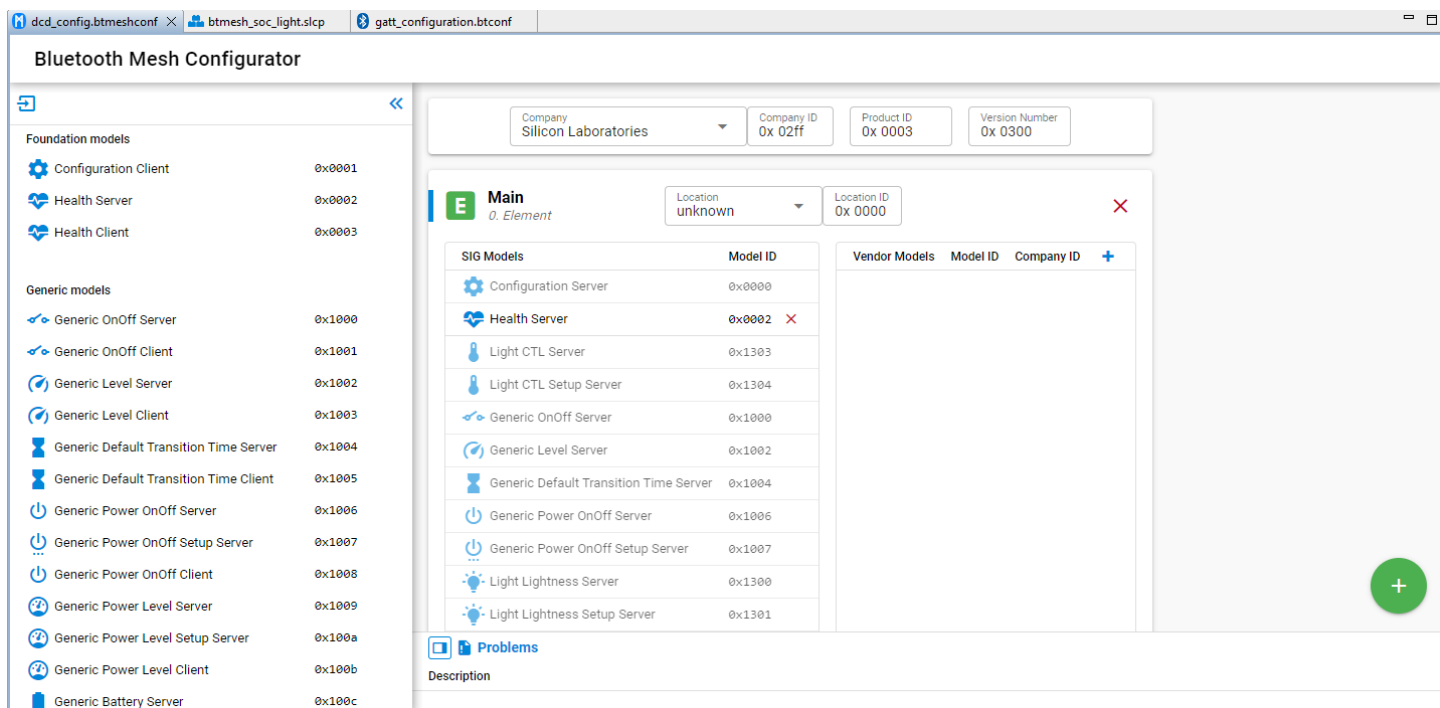 dcd_config.btmeshconf
btmesh_soc_light.slcp
gatt_configuration.btconf
Bluetooth Mesh Configurator
Foundation models
Configuration Client 0x0001
Health Server 0x0002
Health Client 0x0003
Generic models
Generic OnOff Server 0x1000
Generic OnOff Client 0x1001
Generic Level Server 0x1002
Generic Level Client 0x1003
Generic Default Transition Time Server 0x1004
Generic Default Transition Time Client 0x1005
Generic Power OnOff Server 0x1006
Generic Power OnOff Setup Server 0x1007
Generic Power OnOff Client 0x1008
Generic Power Level Server 0x1009
Generic Power Level Setup Server 0x100a
Generic Power Level Client 0x100b
Generic Battery Server 0x100c
Company
Silicon Laboratories
Company ID
0x 02ff
Product ID
0x 0003
Version Number
0x 0300
E
Main
0. Element
Location
unknown
Location ID
0x 0000
SIG Models Model ID
Configuration Server 0x0000
Health Server 0x0002
Light CTL Server 0x1303
Light CTL Setup Server 0x1304
Generic OnOff Server 0x1000
Generic Level Server 0x1002
Generic Default Transition Time Server 0x1004
Generic Power OnOff Server 0x1006
Generic Power OnOff Setup Server 0x1007
Light Lightness Server 0x1300
Light Lightness Setup Server 0x1301
Vendor Models Model ID Company ID +
+
Problems
Description